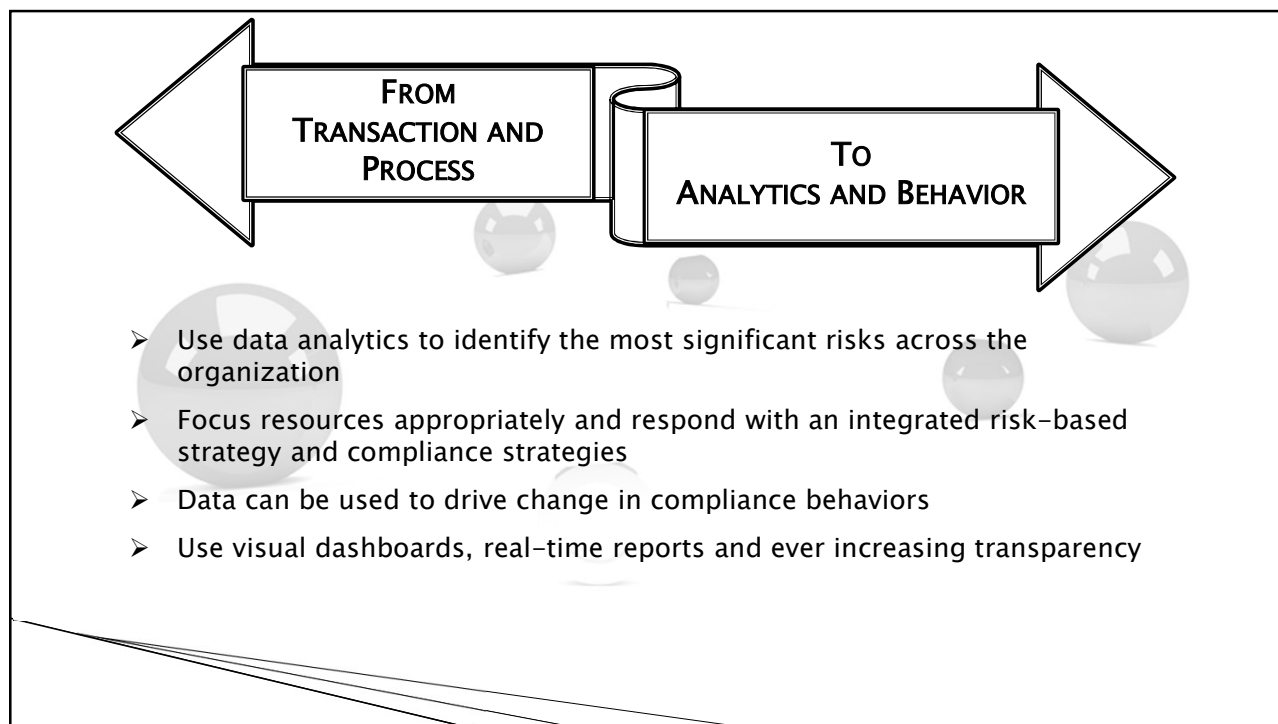 FROM
TRANSACTION AND
PROCESS
TO
ANALYTICS AND BEHAVIOR
➢ Use data analytics to identify the most significant risks across the
organization
➢ Focus resources appropriately and respond with an integrated risk-based
strategy and compliance strategies
➢ Data can be used to drive change in compliance behaviors
➢ Use visual dashboards, real-time reports and ever increasing transparency